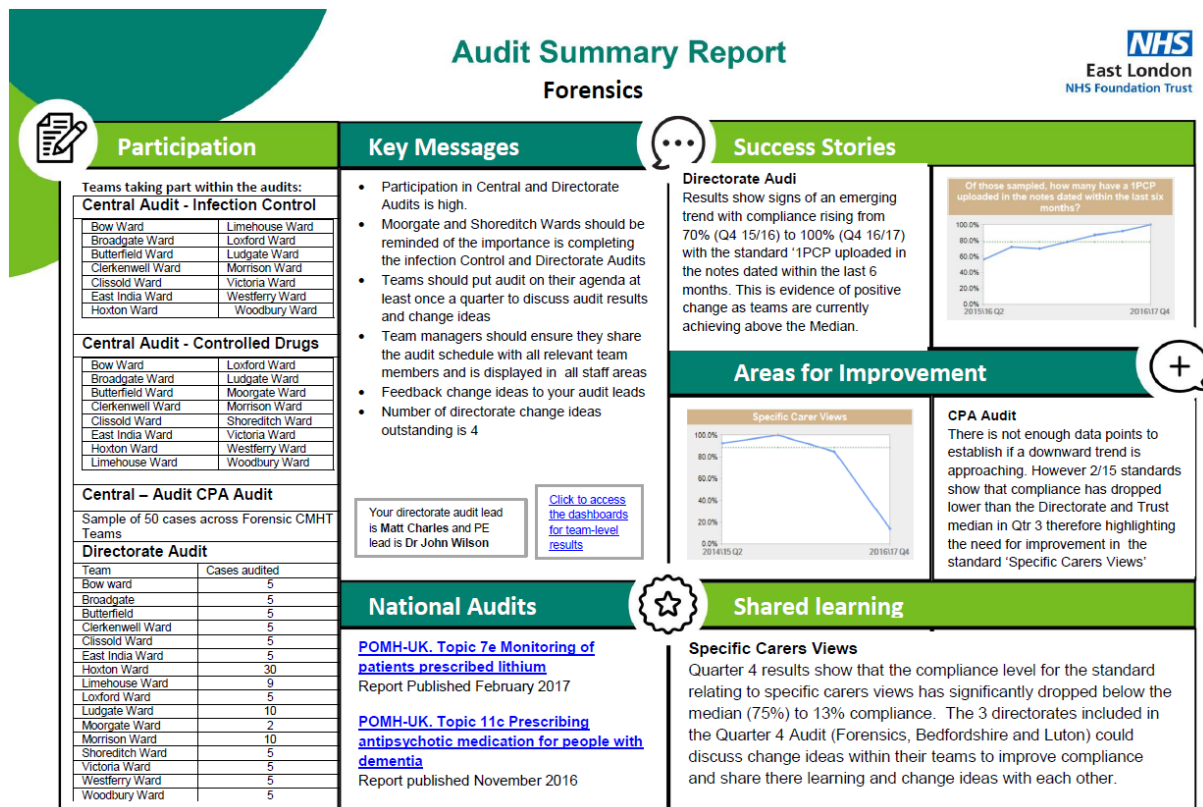 Audit Summary Report
Forensics
NHS
East London
NHS Foundation Trust
Participation
Teams taking part within the audits:
Central Audit - Infection Control
Bow Ward Limehouse Ward
Broadgate Ward Loxford Ward
Butterfield Ward Ludgate Ward
Clerkenwell Ward Morrison Ward
Clissold Ward Victoria Ward
East India Ward Westferry Ward
Hoxton Ward Woodbury Ward
Central Audit - Controlled Drugs
Bow Ward Loxford Ward
Broadgate Ward Ludgate Ward
Butterfield Ward Moorgate Ward
Clerkenwell Ward Morrison Ward
Clissold Ward Shoreditch Ward
East India Ward Victoria Ward
Hoxton Ward Westferry Ward
Limehouse Ward Woodbury Ward
Central – Audit CPA Audit
Sample of 50 cases across Forensic CMHT
Teams
Directorate Audit
Team Cases audited
Bow ward 5
Broadgate 5
Butterfield 5
Clerkenwell Ward 5
Clissold Ward 5
East India Ward 5
Hoxton Ward 30
Limehouse Ward 9
Loxford Ward 5
Ludgate Ward 10
Moorgate Ward 2
Morrison Ward 10
Shoreditch Ward 5
Victoria Ward 5
Westferry Ward 5
Woodbury Ward 5
Key Messages
• Participation in Central and Directorate
Audits is high.
• Moorgate and Shoreditch Wards should be
reminded of the importance is completing
the infection Control and Directorate Audits
• Teams should put audit on their agenda at
least once a quarter to discuss audit results
and change ideas
• Team managers should ensure they share
the audit schedule with all relevant team
members and is displayed in all staff areas
• Feedback change ideas to your audit leads
• Number of directorate change ideas
outstanding is 4
Your directorate audit lead
is Matt Charles and PE
lead is Dr John Wilson
Click to access
the dashboards
for team-level
results
National Audits
POMH-UK. Topic 7e Monitoring of
patients prescribed lithium
Report Published February 2017
POMH-UK. Topic 11c Prescribing
antipsychotic medication for people with
dementia
Report published November 2016
Success Stories
Directorate Audi
Results show signs of an emerging
trend with compliance rising from
70% (Q4 15/16) to 100% (Q4 16/17)
with the standard ‘1PCP uploaded in
the notes dated within the last 6
months. This is evidence of positive
change as teams are currently
achieving above the Median.
Of those sampled, how many have a 1PCP
uploaded in the notes dated within the last six
months?
100.0%
80.0%
60.0%
40.0%
20.0%
0.0%
2015\16 Q2 2016\17 Q4
Areas for Improvement
Specific Carer Views
100.0%
80.0%
60.0%
40.0%
20.0%
0.0%
2014\15 Q2 2016\17 Q4
CPA Audit
There is not enough data points to
establish if a downward trend is
approaching. However 2/15 standards
show that compliance has dropped
lower than the Directorate and Trust
median in Qtr 3 therefore highlighting
the need for improvement in the
standard ‘Specific Carers Views’
Shared learning
Specific Carers Views
Quarter 4 results show that the compliance level for the standard
relating to specific carers views has significantly dropped below the
median (75%) to 13% compliance. The 3 directorates included in
the Quarter 4 Audit (Forensics, Bedfordshire and Luton) could
discuss change ideas within their teams to improve compliance
and share there learning and change ideas with each other.